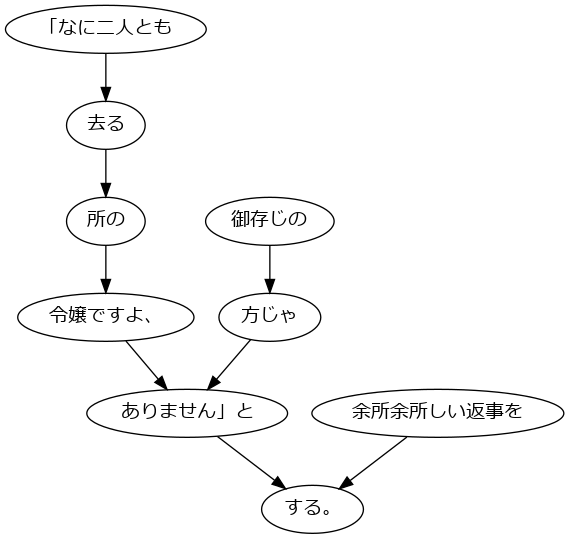 「なに二人とも
去る
所の
御存じの
令嬢ですよ、
方じゃ
ありません」と
余所余所しい返事を
する。